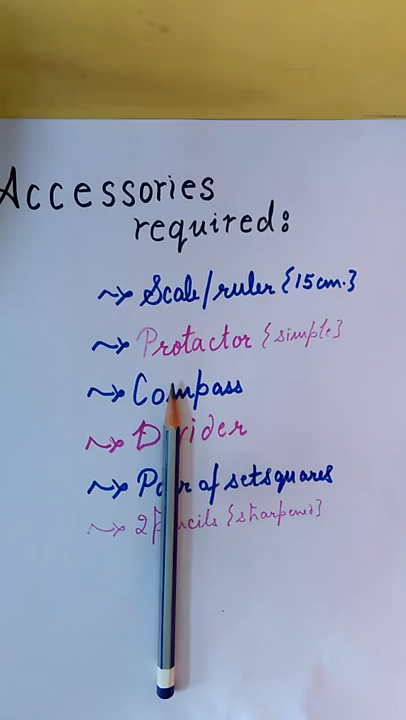 Accessories
required:
~> Scale/ruler {15cm.}
~> Protactor {simple}
~> Compass
~> Divider
~> Pair of setsquares
~> 2 Pencils {sharpened}